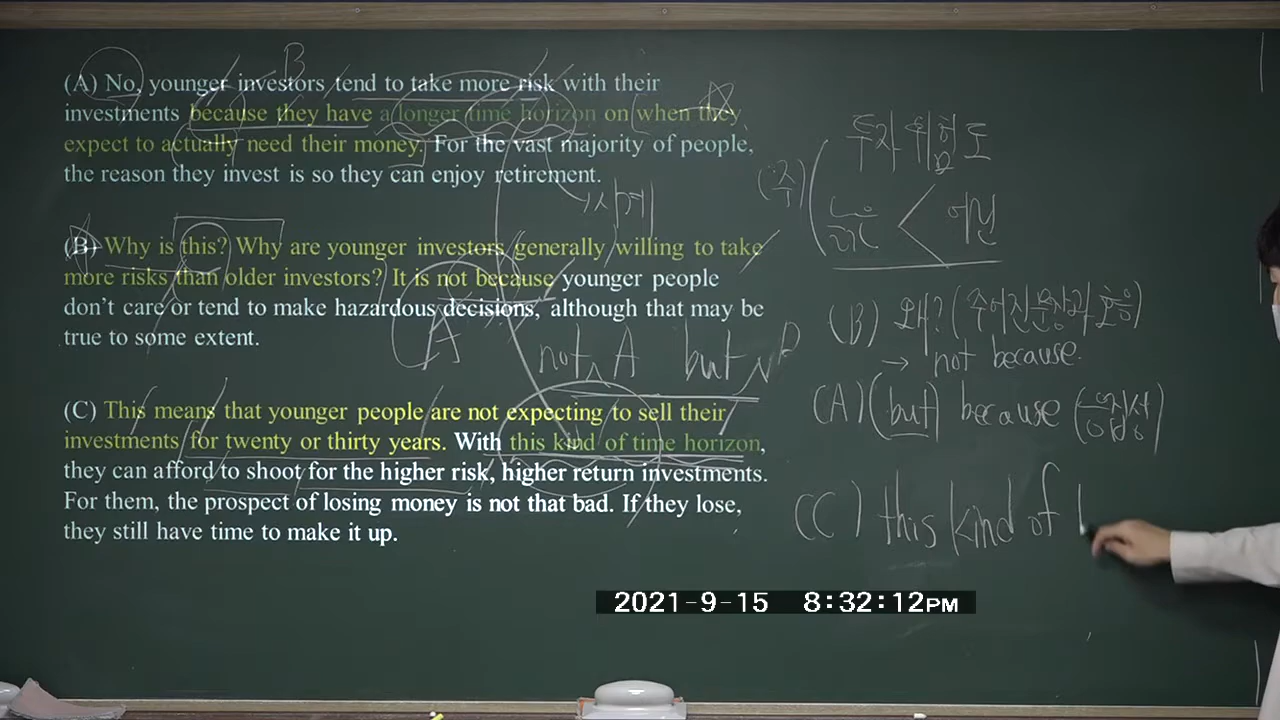 (A) No, younger investors tend to take more risk with their
investments because they have a longer time horizon on when they
expect to actually need their money. For the vast majority of people,
the reason they invest is so they can enjoy retirement.
(B) Why is this? Why are younger investors generally willing to take
more risks than older investors? It is not because younger people
don't care or tend to make hazardous decisions, although that may be
true to some extent.
(C) This means that younger people are not expecting to sell their
investments for twenty or thirty years. With this kind of time horizon,
they can afford to shoot for the higher risk, higher return investments.
For them, the prospect of losing money is not that bad. If they lose,
they still have time to make it up.
B
사례
A
not A but B
투자 위험도
(주)
늙은 < 어린
(B) 왜? (주어진 문장과 호응)
→ not because.
(A) (but) because
(C) this kind of
2021-9-15 8:32:12PM